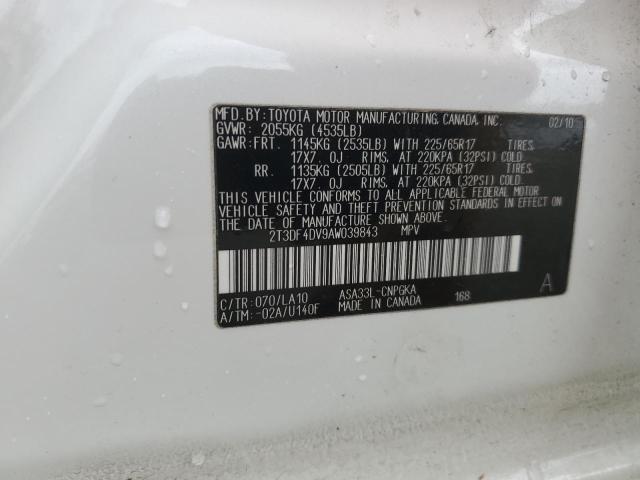 MFD.BY:TOYOTA MOTOR MANUFACTURING, CANADA, INC. 02/10
GVWR: 2055KG (4535LB)
GAWR:FRT. 1145KG (2535LB) WITH 225/65R17 TIRES,
17X7.0J RIMS, AT 220KPA (32PSI) COLD
RR. 1135KG (2505LB) WITH 225/65R17 TIRES,
17X7.0J RIMS, AT 220KPA (32PSI) COLD
THIS VEHICLE CONFORMS TO ALL APPLICABLE FEDERAL MOTOR
VEHICLE SAFETY AND THEFT PREVENTION STANDARDS IN EFFECT ON
THE DATE OF MANUFACTURE SHOWN ABOVE.
2T3DF4DV9AW039843 MPV
C/TR:070/LA10 ASA33L-CNPGKA A
A/TM:-02A/U140F MADE IN CANADA 168